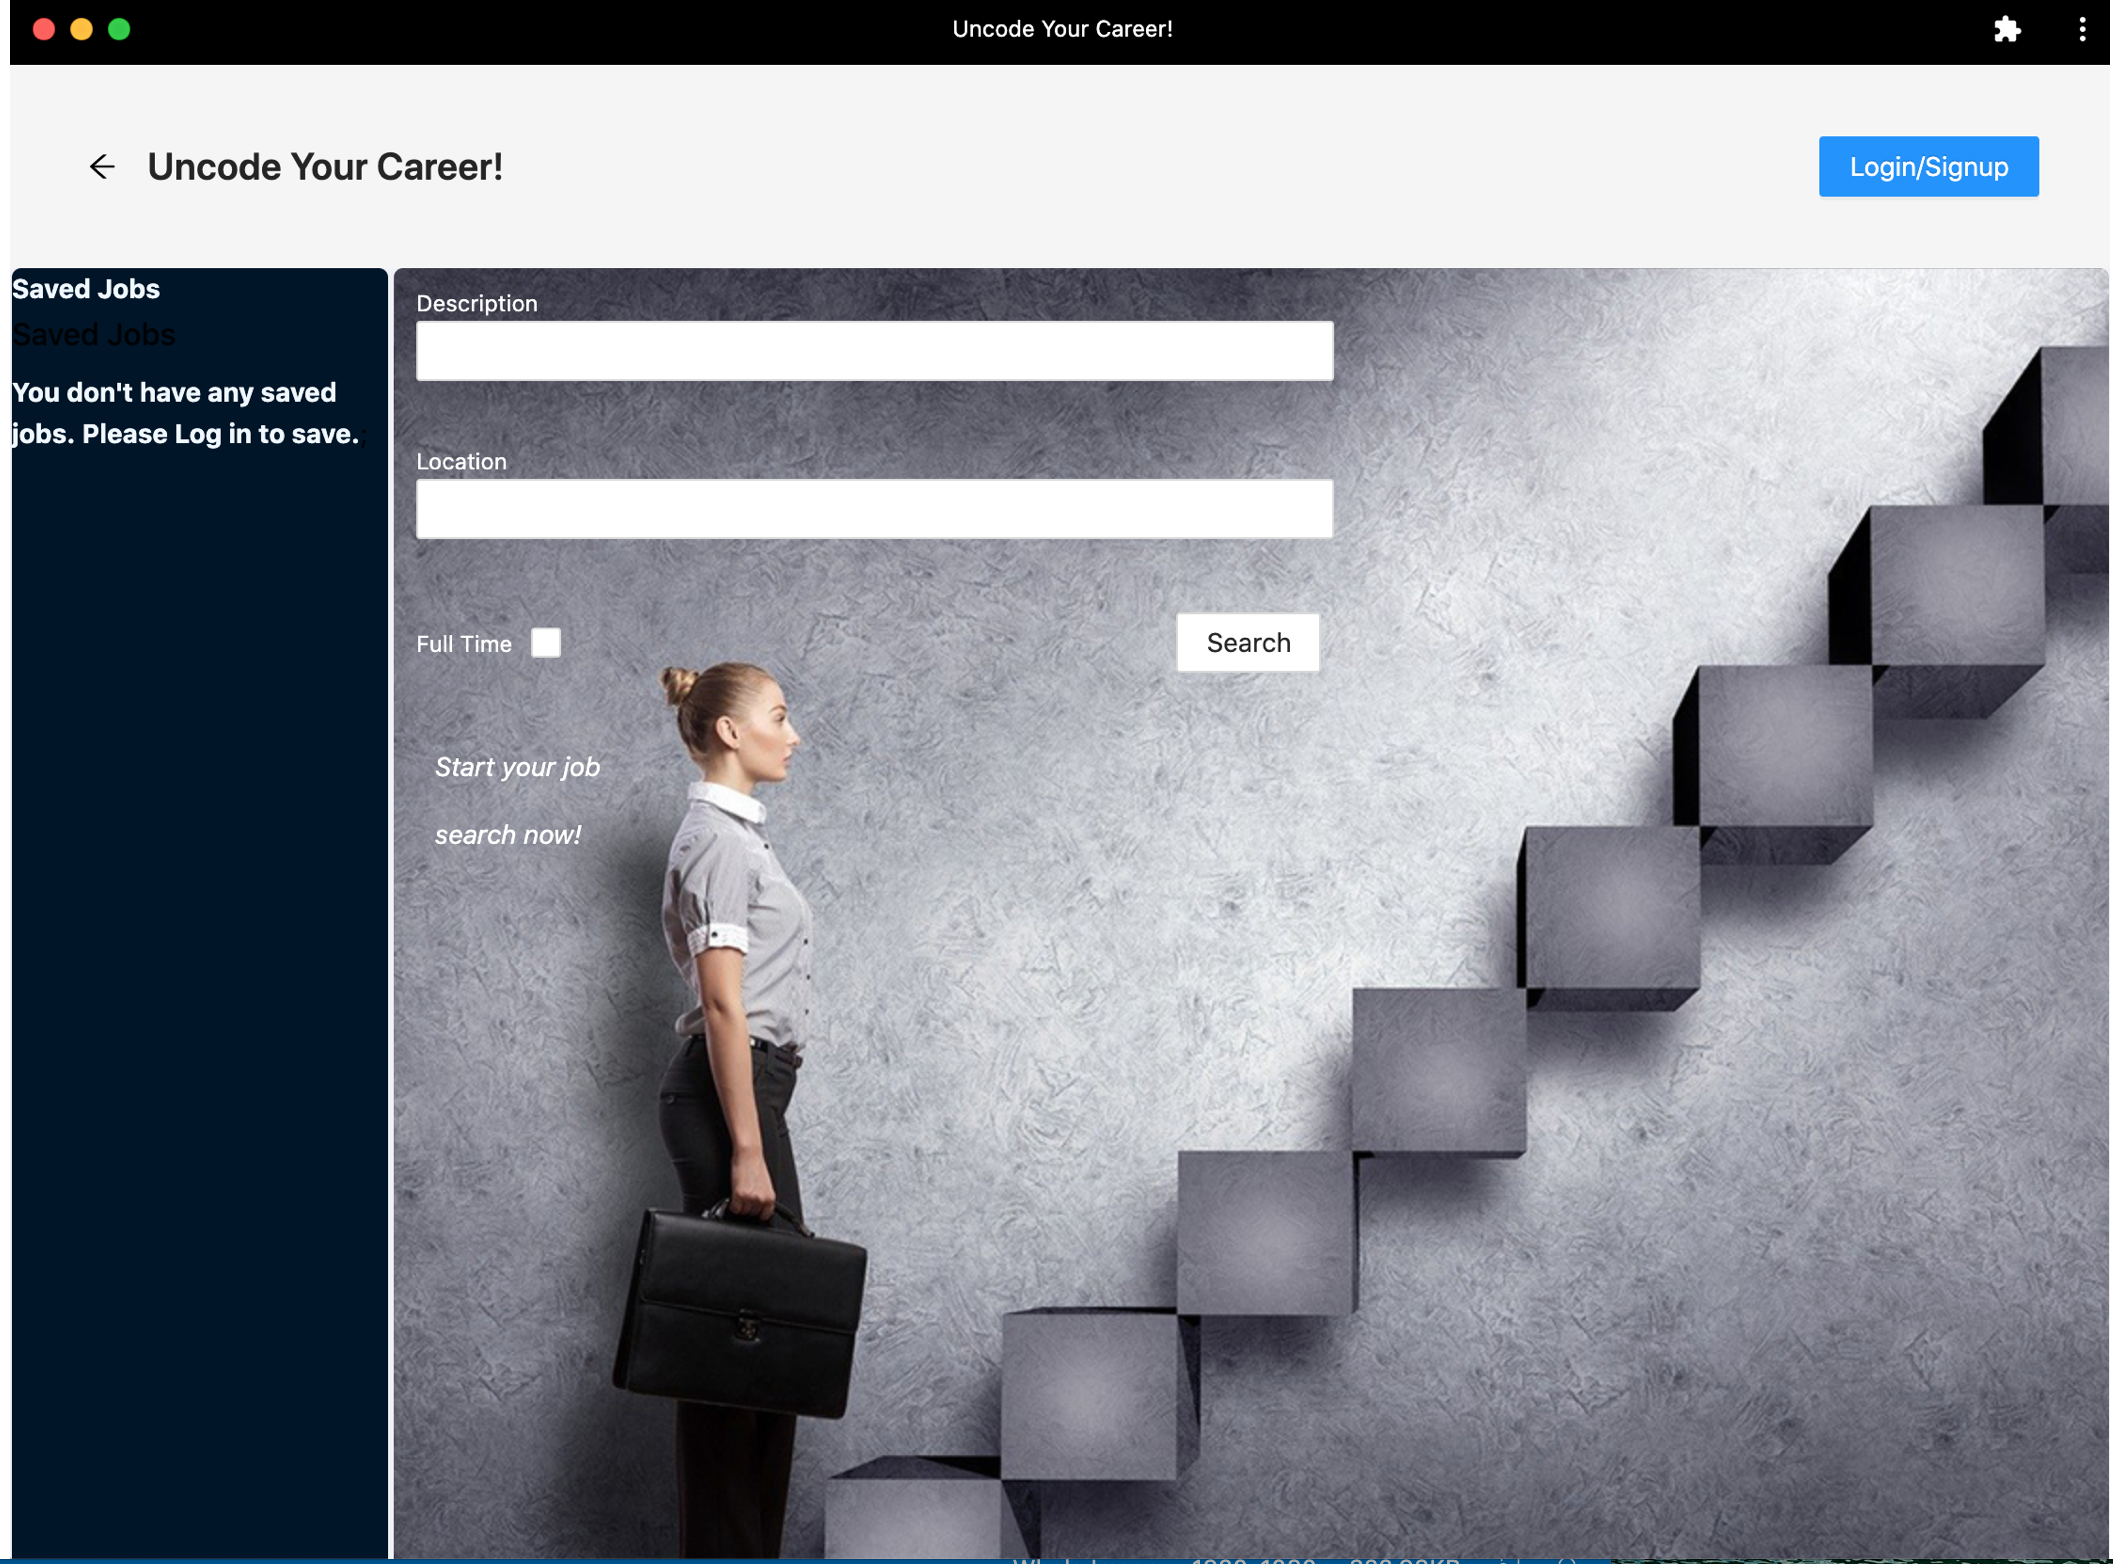 Uncode Your Career!
Uncode Your Career!
Login/Signup
Saved Jobs
Saved Jobs
You don't have any saved
jobs. Please Log in to save.;
Description
Location
Full Time
Search
Start your job
search now!